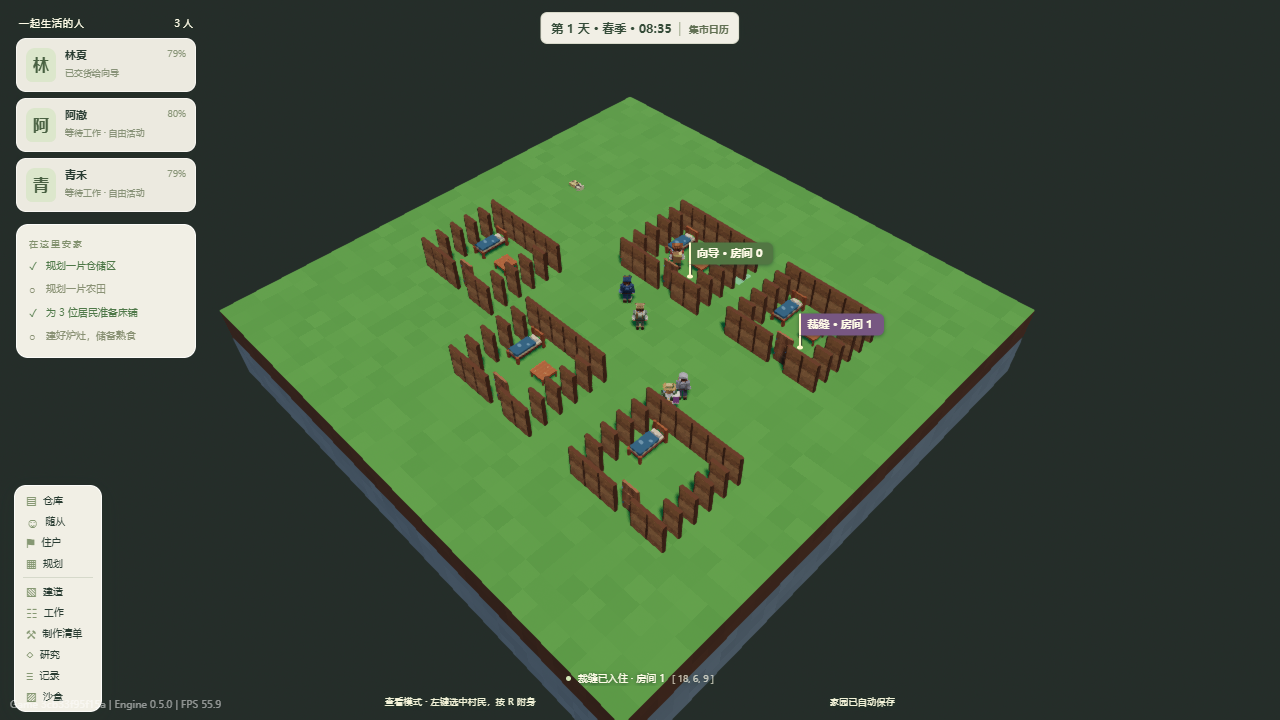 一起生活的人 3 人
林 林夏 79%
已交货给向导
阿 阿澈 80%
等待工作 · 自由活动
青 青禾 79%
等待工作 · 自由活动
在这里安家
✓ 规划一片仓储区
○ 规划一片农田
✓ 为 3 位居民准备床铺
○ 建好炉灶，储备熟食
第 1 天 • 春季 • 08:35 | 集市日历
向导 • 房间 0
裁缝 • 房间 1
仓库
随从
住户
规划
建造
工作
制作清单
研究
记录
沙盒
| Engine 0.5.0 | FPS 55.9
裁缝已入住 · 房间 1 [ 18, 6, 9 ]
查看模式 · 左键选中村民，按 R 附身
家园已自动保存